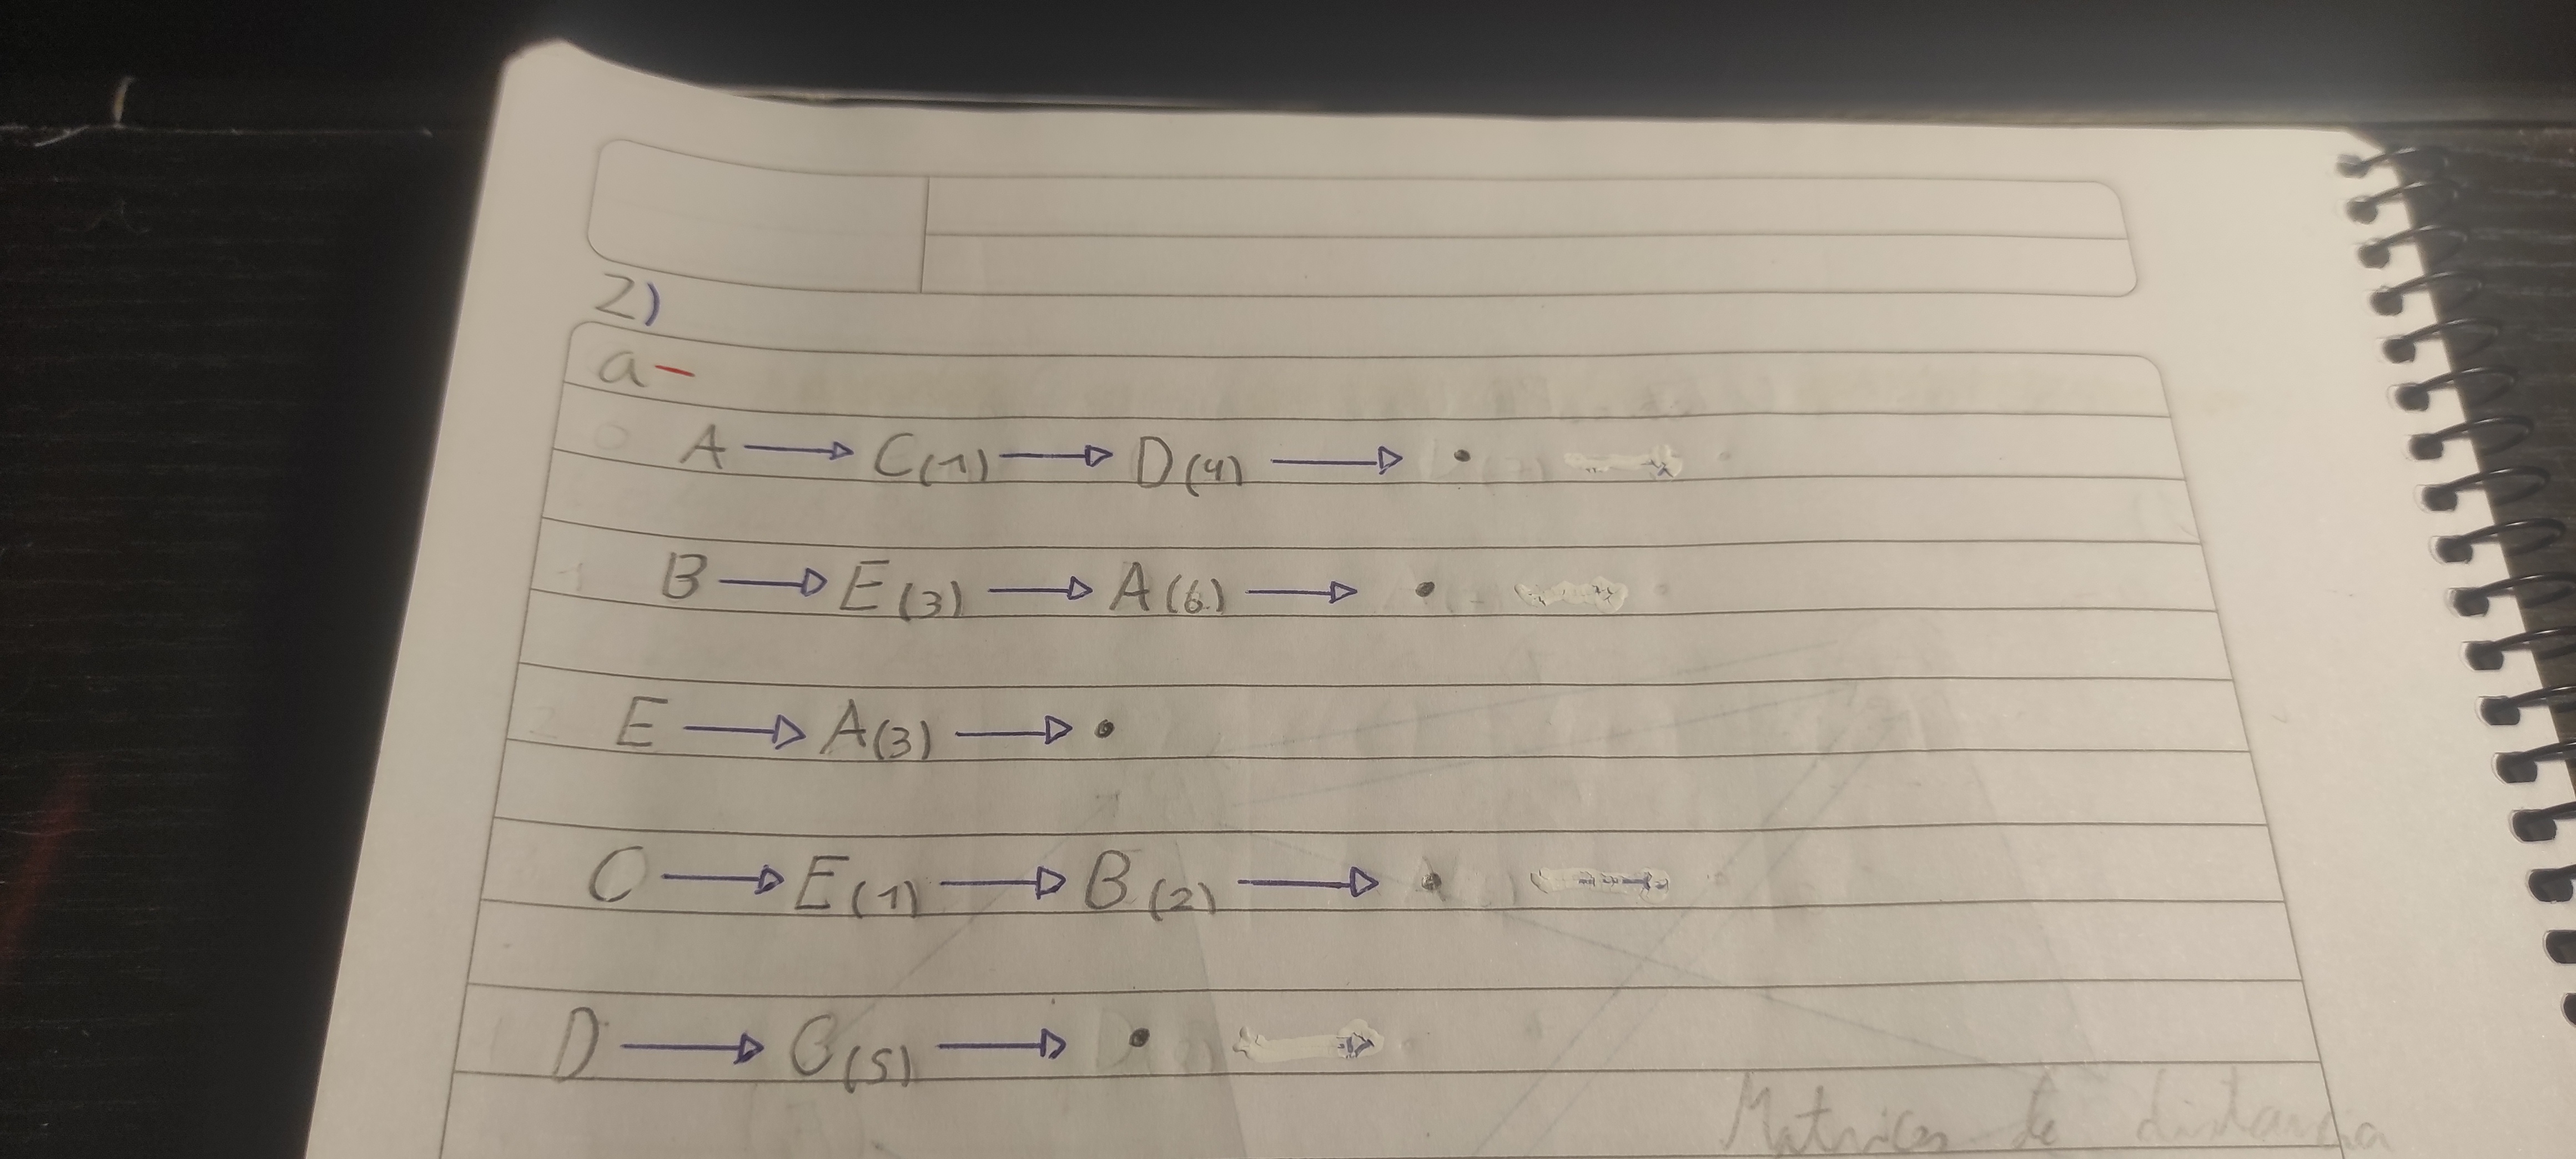 2)
a-
A → C(1) → D(4) → •
B → E(3) → A(6) → •
E → A(3) → •
C → E(1) → B(2) → •
D → B(5) → •
Matrices de distancia